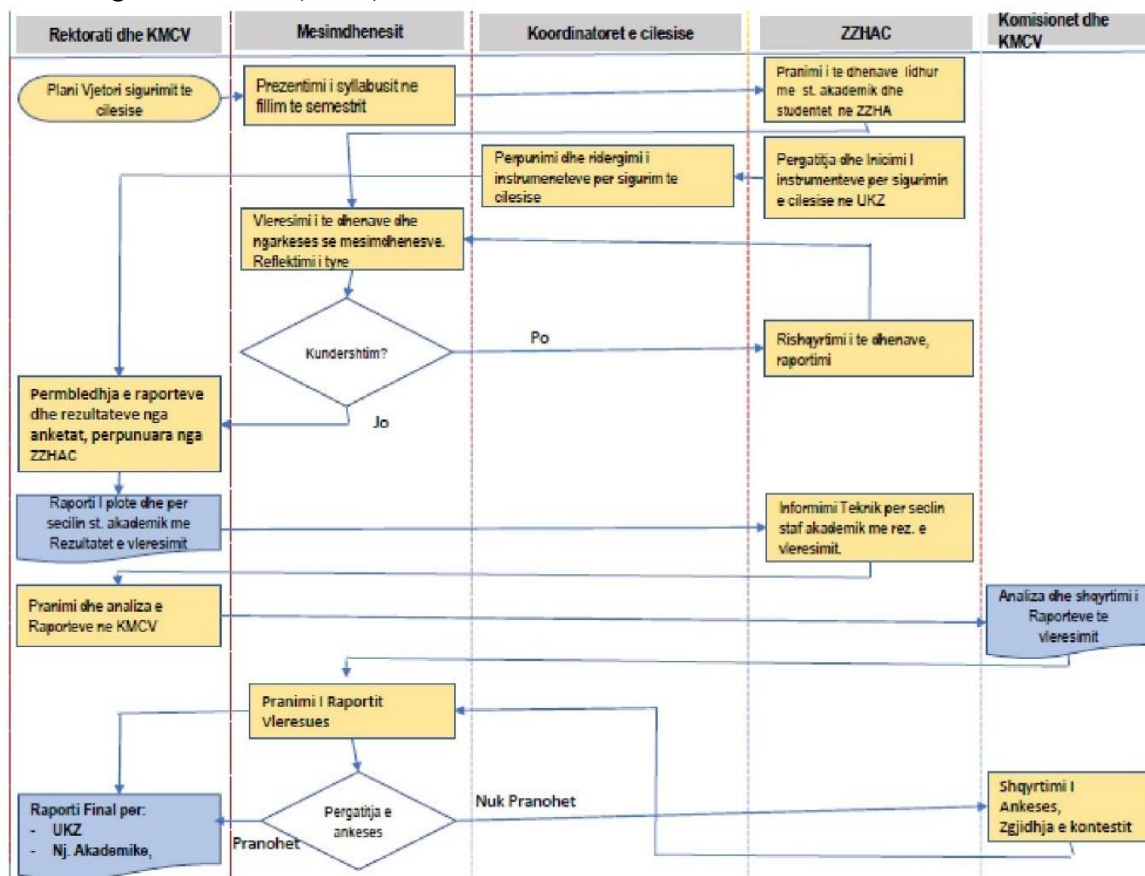 Rektorati dhe KMCV
Mesimdhenesit
Koordinatoret e cilesise
ZZHAC
Komisionet dhe
KMCV
Plani Vjetori sigurimit te
cilesise
Prezentimi i syllabusit ne
fillim te semestrit
Pranimi i te dhenave lidhur
me st. akademik dhe
studentet ne ZZHA
Perpunimi dhe ridergimi i
instrumeneteve per sigurim te
cilesise
Pergatitja dhe Inicimi I
instrumenteve per sigurimin
e cilesise ne UKZ
Vleresimi i te dhenave dhe
ngarkeses se mesimdhenesve.
Reflektimi i tyre
Kundershtim?
Po
Rishqyrtimi i te dhenave,
raportimi
Jo
Permbledhja e raporteve
dhe rezultateve nga
anketat, perpunuara nga
ZZHAC
Raporti I plote dhe per
secilin st. akademik me
Rezultatet e vleresimit
Informimi Teknik per seclin
staf akademik me rez. e
vleresimit.
Pranimi dhe analiza e
Raporteve ne KMCV
Analiza dhe shqyrtimi i
Raporteve te
vleresimit
Pranimi I Raportit
Vleresues
Pergatitja e
ankeses
Nuk Pranohet
Pranohet
Shqyrtimi I
Ankeses,
Zgjidhja e kontestit
Raporti Final per:
- UKZ
- Nj. Akademike,